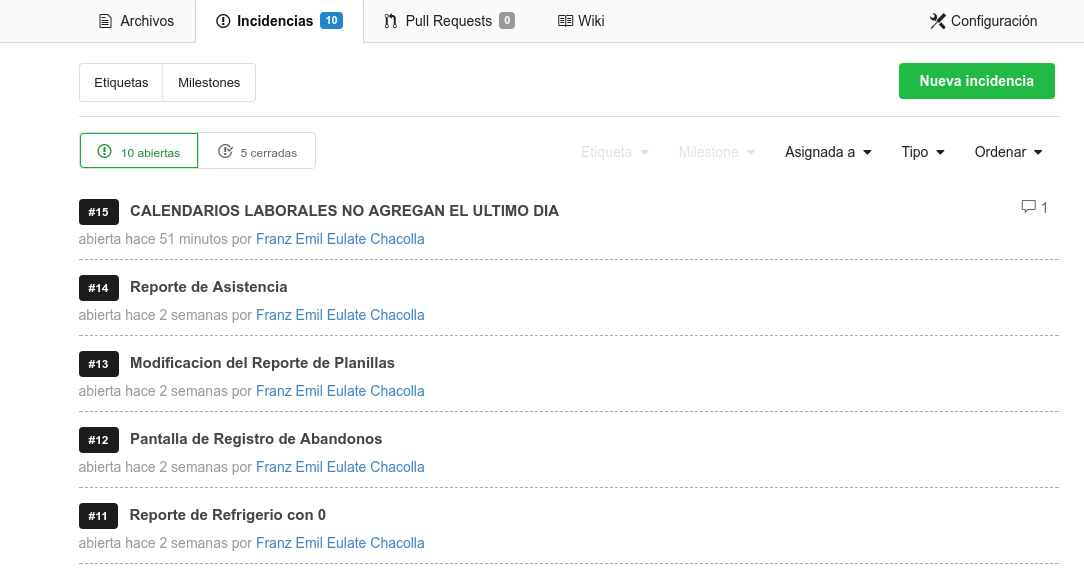 Archivos Incidencias 10 Pull Requests 0 Wiki Configuración
Etiquetas Milestones Nueva incidencia
10 abiertas 5 cerradas Etiqueta Milestone Asignada a Tipo Ordenar
#15 CALENDARIOS LABORALES NO AGREGAN EL ULTIMO DIA 1
abierta hace 51 minutos por Franz Emil Eulate Chacolla
#14 Reporte de Asistencia
abierta hace 2 semanas por Franz Emil Eulate Chacolla
#13 Modificacion del Reporte de Planillas
abierta hace 2 semanas por Franz Emil Eulate Chacolla
#12 Pantalla de Registro de Abandonos
abierta hace 2 semanas por Franz Emil Eulate Chacolla
#11 Reporte de Refrigerio con 0
abierta hace 2 semanas por Franz Emil Eulate Chacolla